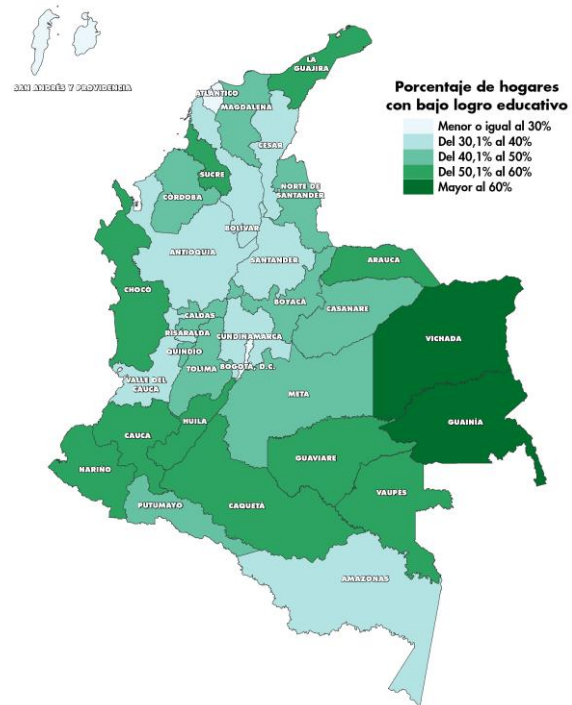 SAN ANDRÉS Y PROVIDENCIA
LA
GUAJIRA
Porcentaje de hogares
con bajo logro educativo
Menor o igual al 30%
Del 30,1% al 40%
Del 40,1% al 50%
Del 50,1% al 60%
Mayor al 60%
ATLÁNTICO
MAGDALENA
CESAR
SUCRE
NORTE DE
SANTANDER
CÓRDOBA
BOLÍVAR
ANTIOQUIA
SANTANDER
ARAUCA
CHOCÓ
BOYACÁ
CASANARE
CALDAS
RISARALDA
CUNDINAMARCA
VICHADA
QUINDIO
TOLIMA
BOGOTÁ, D.C.
VALLE DEL
CAUCA
META
HUILA
GUAINÍA
CAUCA
GUAVIARE
NARIÑO
VAUPÉS
CAQUETÁ
PUTUMAYO
AMAZONAS